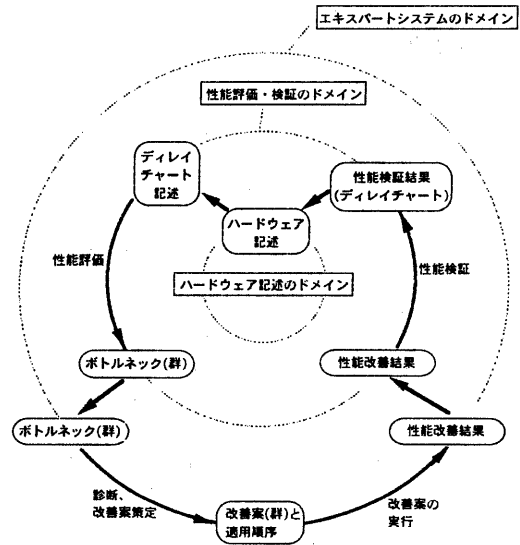 エキスパートシステムのドメイン
性能評価・検証のドメイン
ディレイ
チャート
記述
性能検証結果
(ディレイチャート)
ハードウェア
記述
性能評価
性能検証
ハードウェア記述のドメイン
ボトルネック(群)
性能改善結果
ボトルネック(群)
性能改善結果
診断、
改善案策定
改善案(群)と
適用順序
改善案の
実行